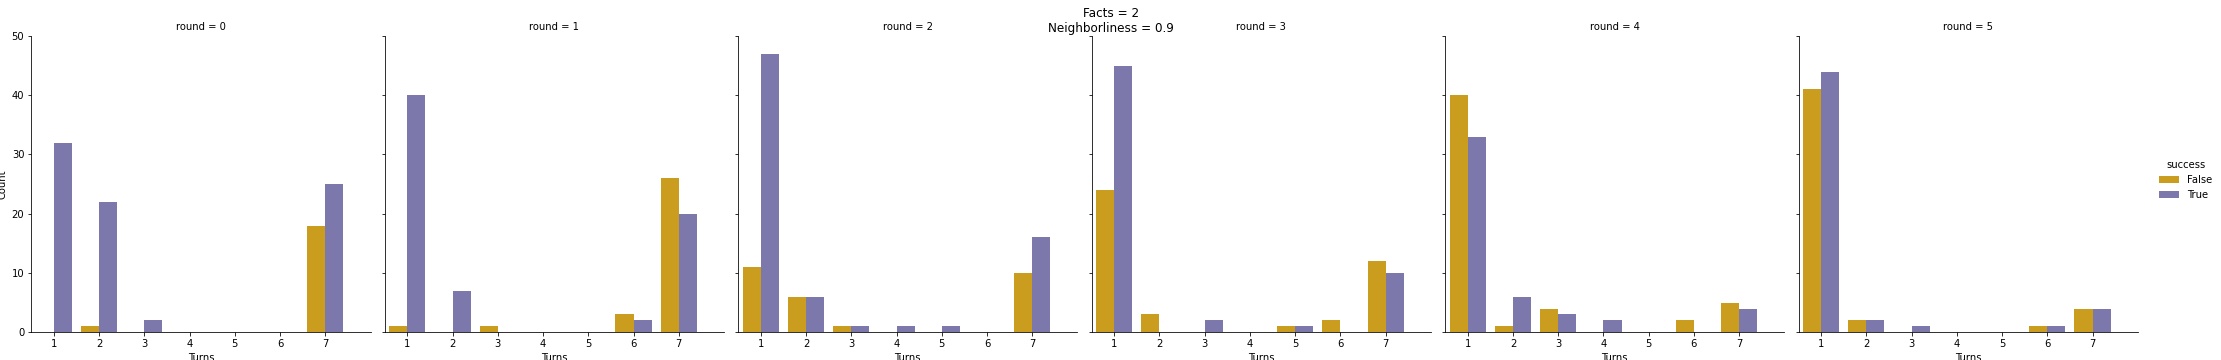 Facts = 2
Neighborliness = 0.9
round = 0
round = 1
round = 2
round = 3
round = 4
round = 5
50
40
30
20
10
0
Count
1 2 3 4 5 6 7
1 2 3 4 5 6 7
1 2 3 4 5 6 7
1 2 3 4 5 6 7
1 2 3 4 5 6 7
1 2 3 4 5 6 7
Turns
Turns
Turns
Turns
Turns
Turns
success
False
True